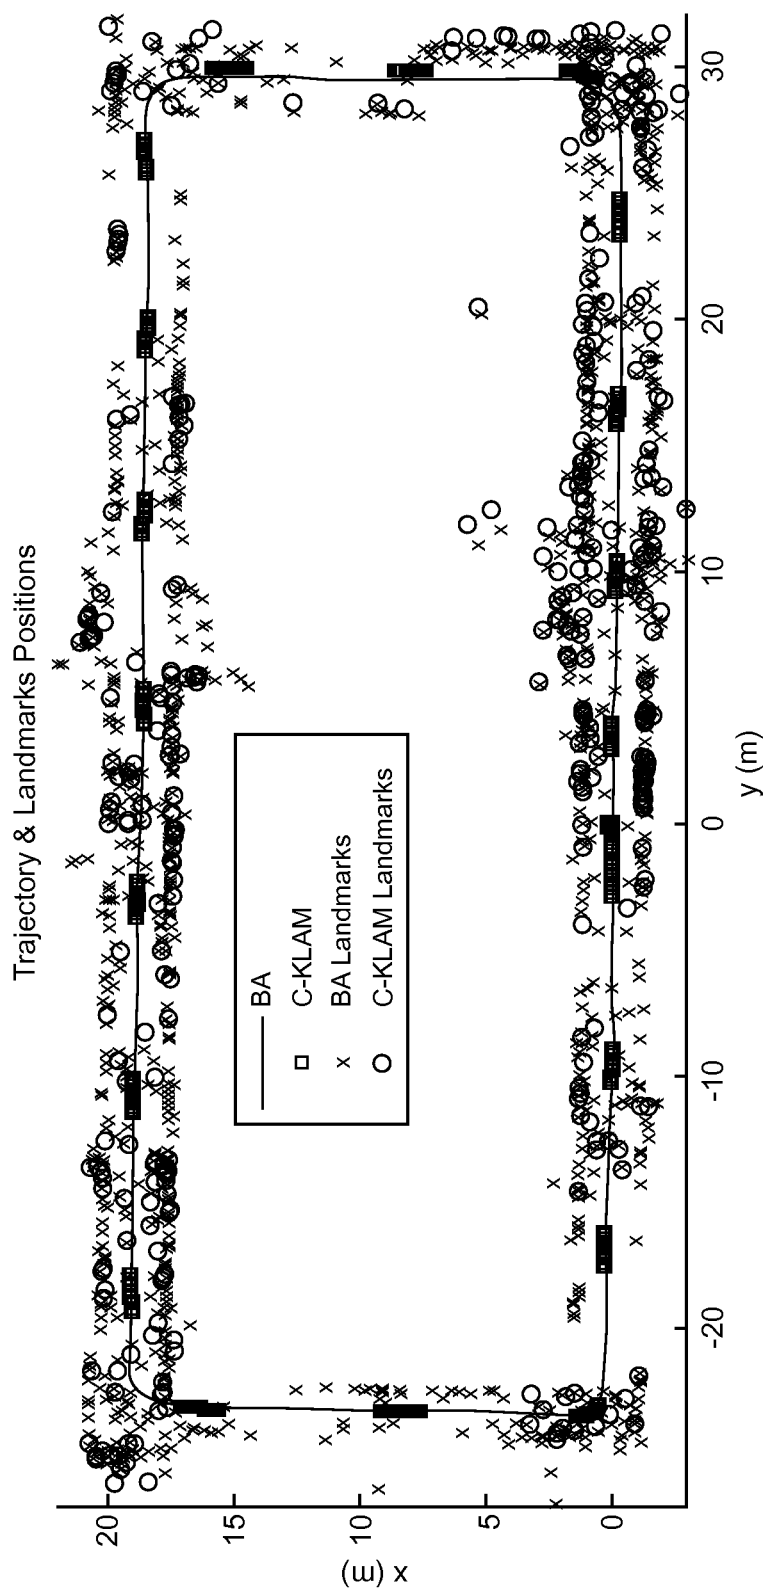 Trajectory & Landmarks Positions
BA
C-KLAM
BA Landmarks
C-KLAM Landmarks
x (m)
20
15
10
5
0
-20
-10
0
10
20
30
y (m)